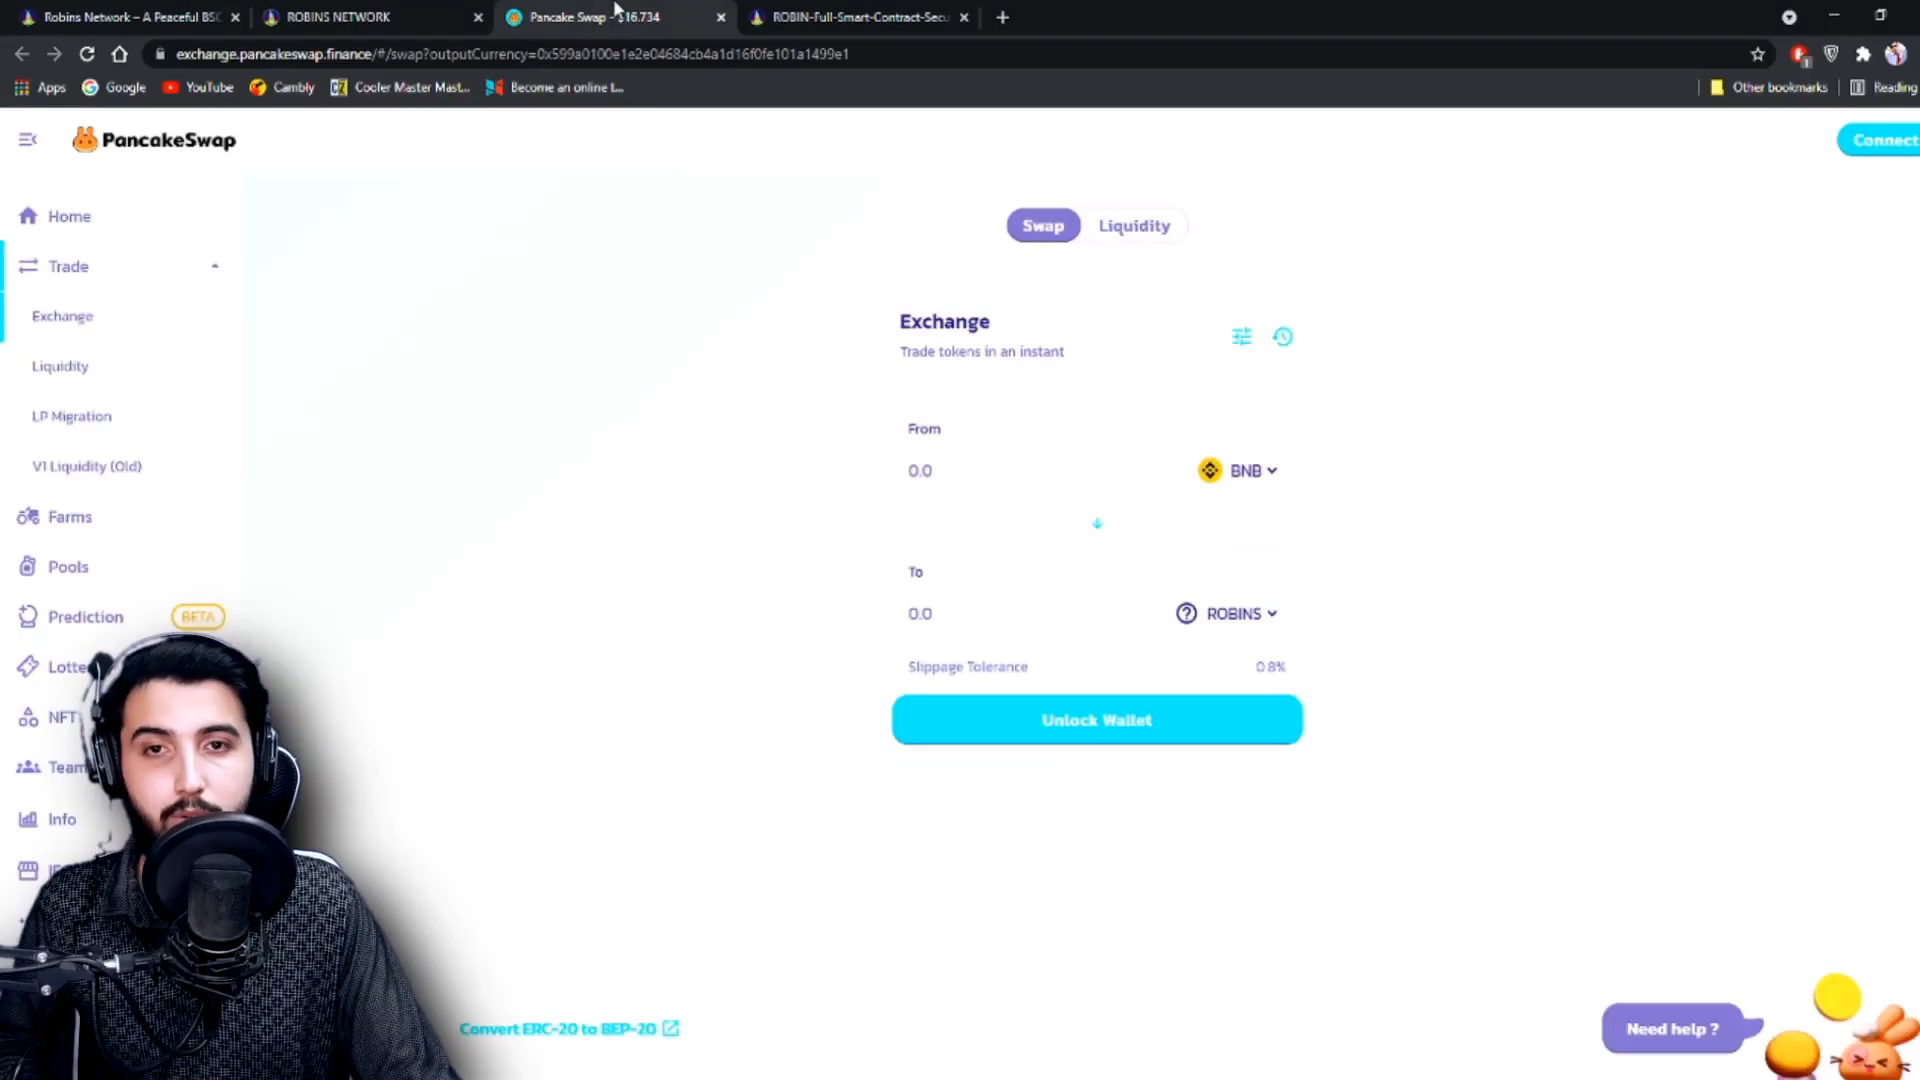 Robins Network – A Peaceful BSC
ROBINS NETWORK
Pancake Swap - $16.734
ROBIN-Full-Smart-Contract-Secu
exchange.pancakeswap.finance/#/swap?outputCurrency=0x599a0100e1e2e04684cb4a1d16f0fe101a1499e1
Apps
Google
YouTube
Cambly
Cooler Master Mast...
Become an online t...
Other bookmarks
Reading
PancakeSwap
Connect
Home
Trade
Exchange
Liquidity
LP Migration
V1 Liquidity (Old)
Farms
Pools
Prediction
BETA
Lotte
NFT
Team
Info
Swap
Liquidity
Exchange
Trade tokens in an instant
From
0.0
BNB
To
0.0
ROBINS
Slippage Tolerance
0.8%
Unlock Wallet
Convert ERC-20 to BEP-20
Need help ?